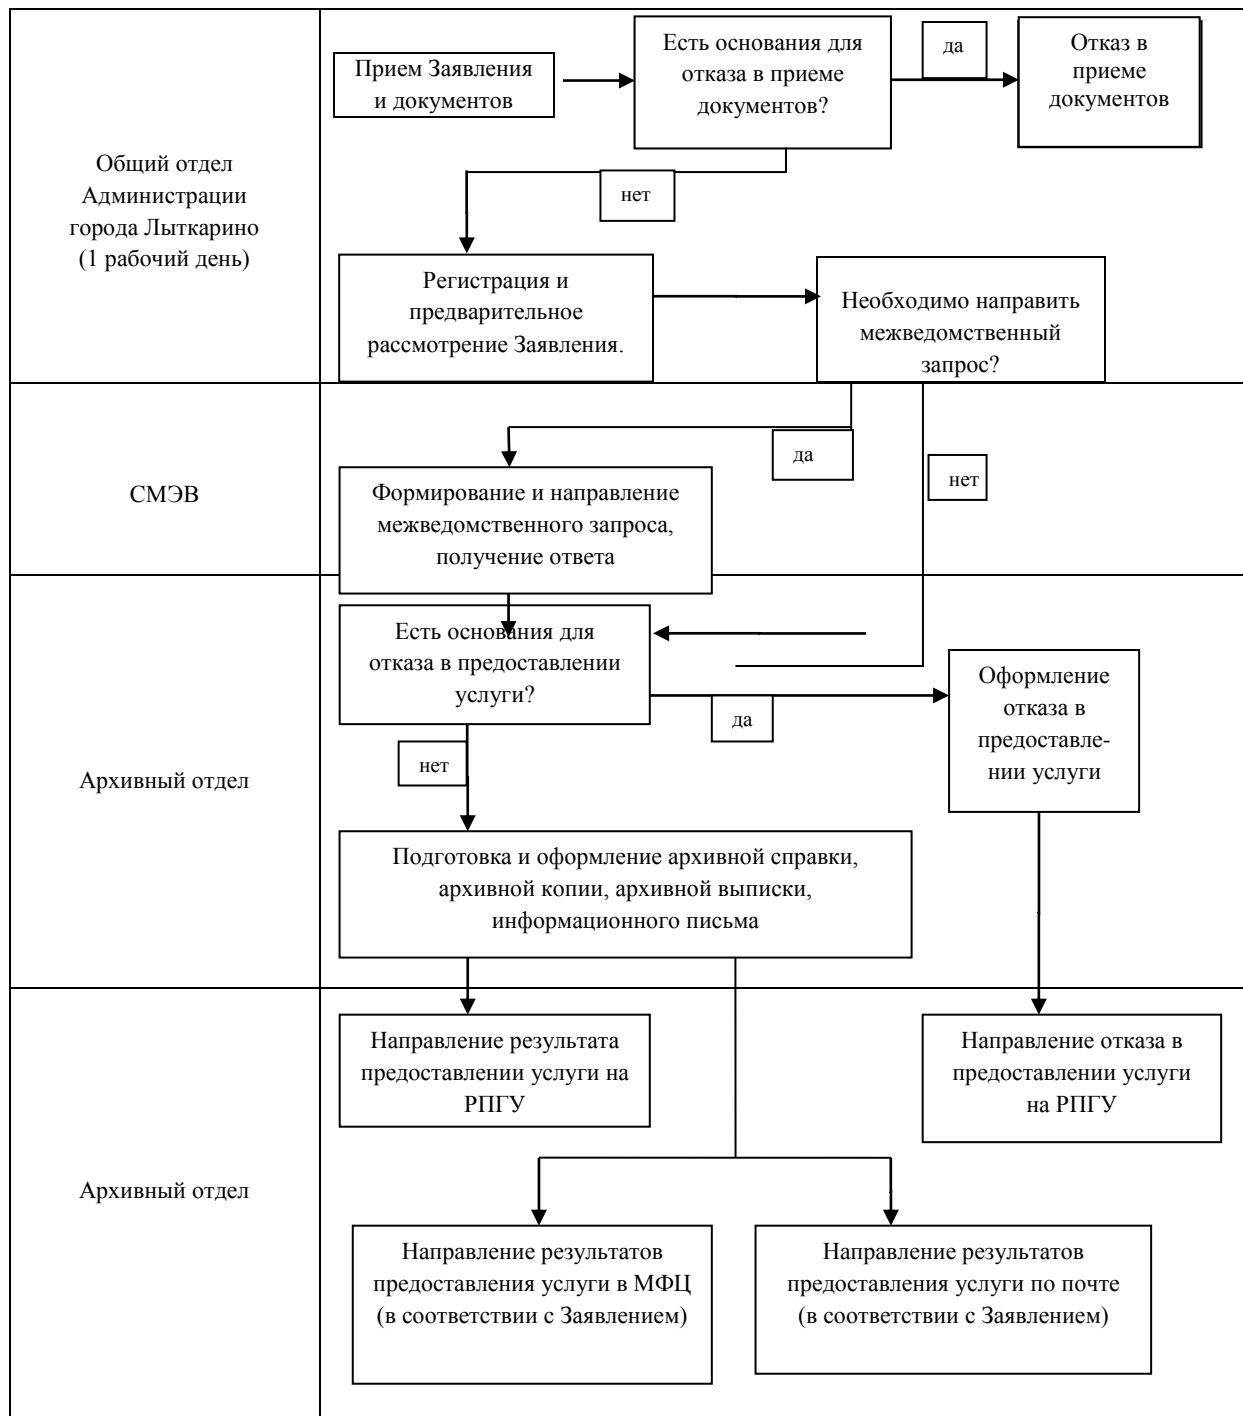 Общий отдел
Администрации
города Лыткарино
(1 рабочий день)
Прием Заявления
и документов
Есть основания для
отказа в приеме
документов?
да
Отказ в
приеме
документов
нет
Регистрация и
предварительное
рассмотрение Заявления.
Необходимо направить
межведомственный
запрос?
СМЭВ
да
нет
Формирование и направление
межведомственного запроса,
получение ответа
Архивный отдел
Есть основания для
отказа в предоставлении
услуги?
да
Оформление
отказа в
предоставле-
нии услуги
нет
Подготовка и оформление архивной справки,
архивной копии, архивной выписки,
информационного письма
Архивный отдел
Направление результата
предоставлении услуги на
РПГУ
Направление отказа в
предоставлении услуги
на РПГУ
Направление результатов
предоставления услуги в МФЦ
(в соответствии с Заявлением)
Направление результатов
предоставления услуги по почте
(в соответствии с Заявлением)